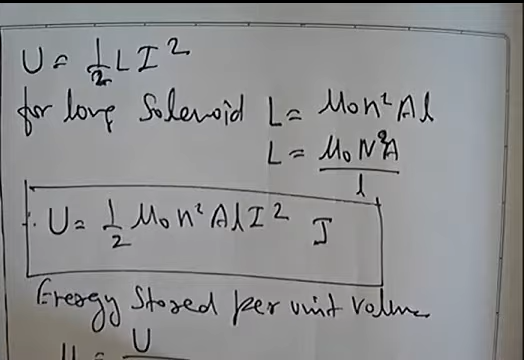 U = 1/2 L I²
for long Solenoid L = μ₀n²Al
L = μ₀N²A/l
∴ U = 1/2 μ₀n²AlI² J
Energy Stored per unit volume
U